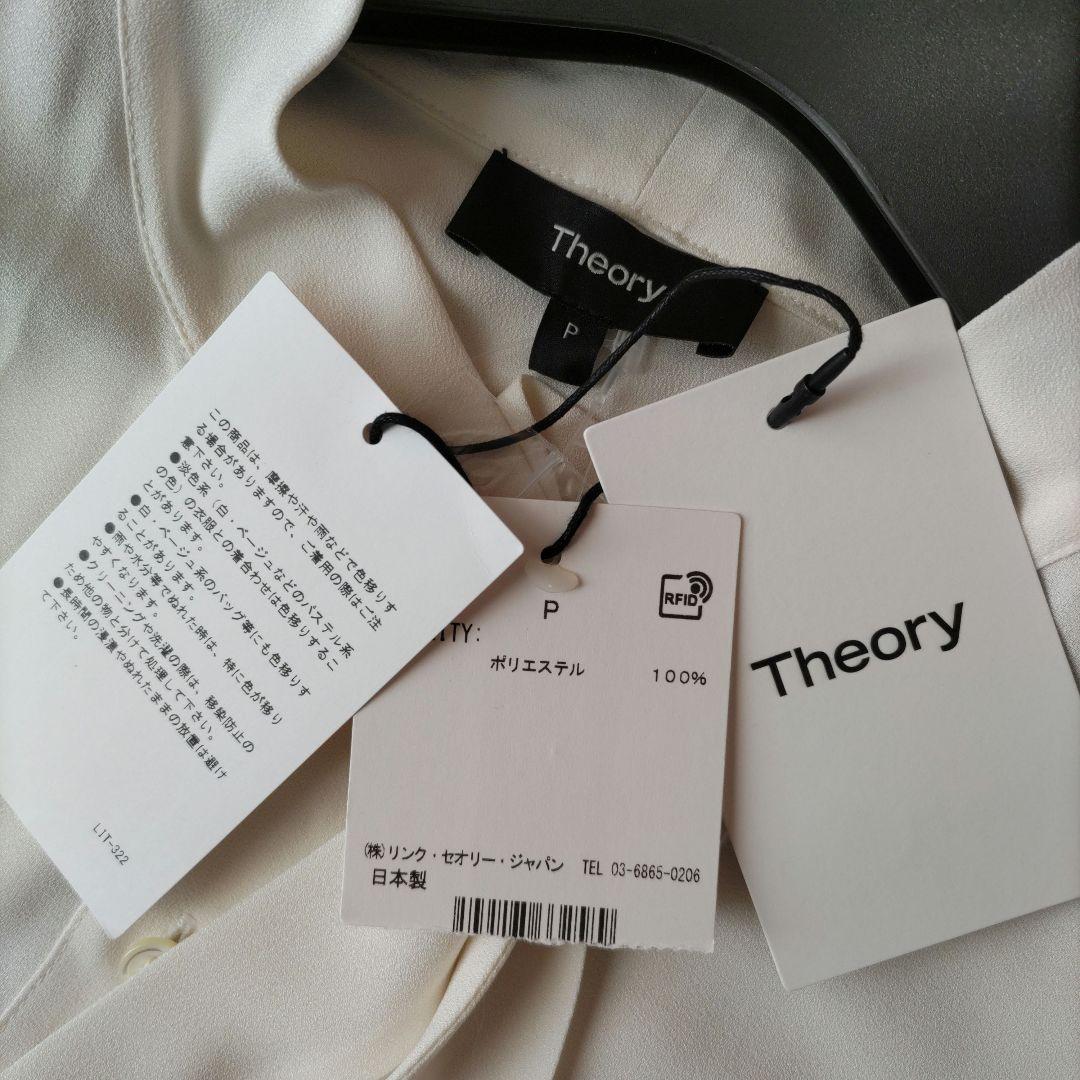 Theory
P
この商品は、摩擦や汗や雨などで色移りす
る場合がありますので、ご着用の際はご注
意下さい。
●淡色系（白・ベージュなどのパステル系
の色）の衣服との着合わせは色移りするこ
とがあります。
●白・ベージュ系のバッグ等にも色移りす
ることがあります。
●雨や水分等でぬれた時は、特に色が移り
やすくなります。
●クリーニングや洗濯の際は、移染防止の
ため他の物と分けて処理して下さい。
●長時間の浸漬やぬれたままの放置は避け
て下さい。
LIT-322
RFID
P
ITY:
ポリエステル 100%
(株)リンク・セオリー・ジャパン TEL 03-6865-0206
日本製
Theory